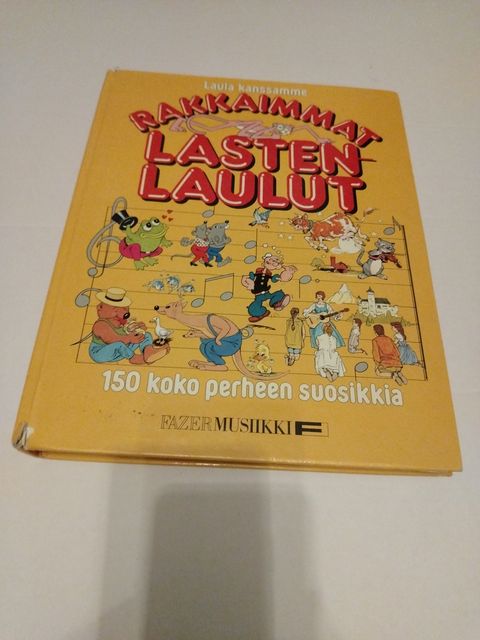 Laula kanssamme
RAKKAIMMAT
LASTEN-
LAULUT
150 koko perheen suosikkia
FAZER MUSIIKKI F